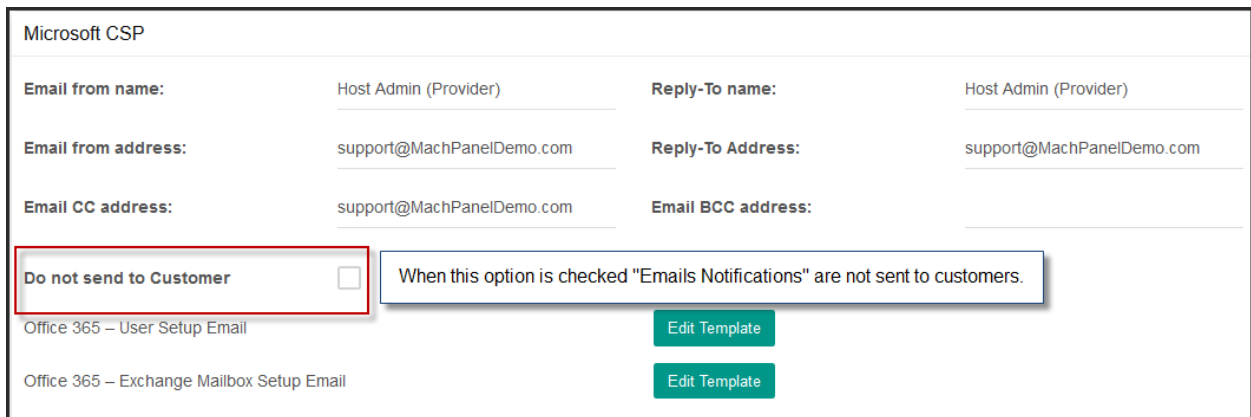 Microsoft CSP
Email from name: Host Admin (Provider) Reply-To name: Host Admin (Provider)
Email from address: support@MachPanelDemo.com Reply-To Address: support@MachPanelDemo.com
Email CC address: support@MachPanelDemo.com Email BCC address:
Do not send to Customer When this option is checked "Emails Notifications" are not sent to customers.
Office 365 – User Setup Email Edit Template
Office 365 – Exchange Mailbox Setup Email Edit Template